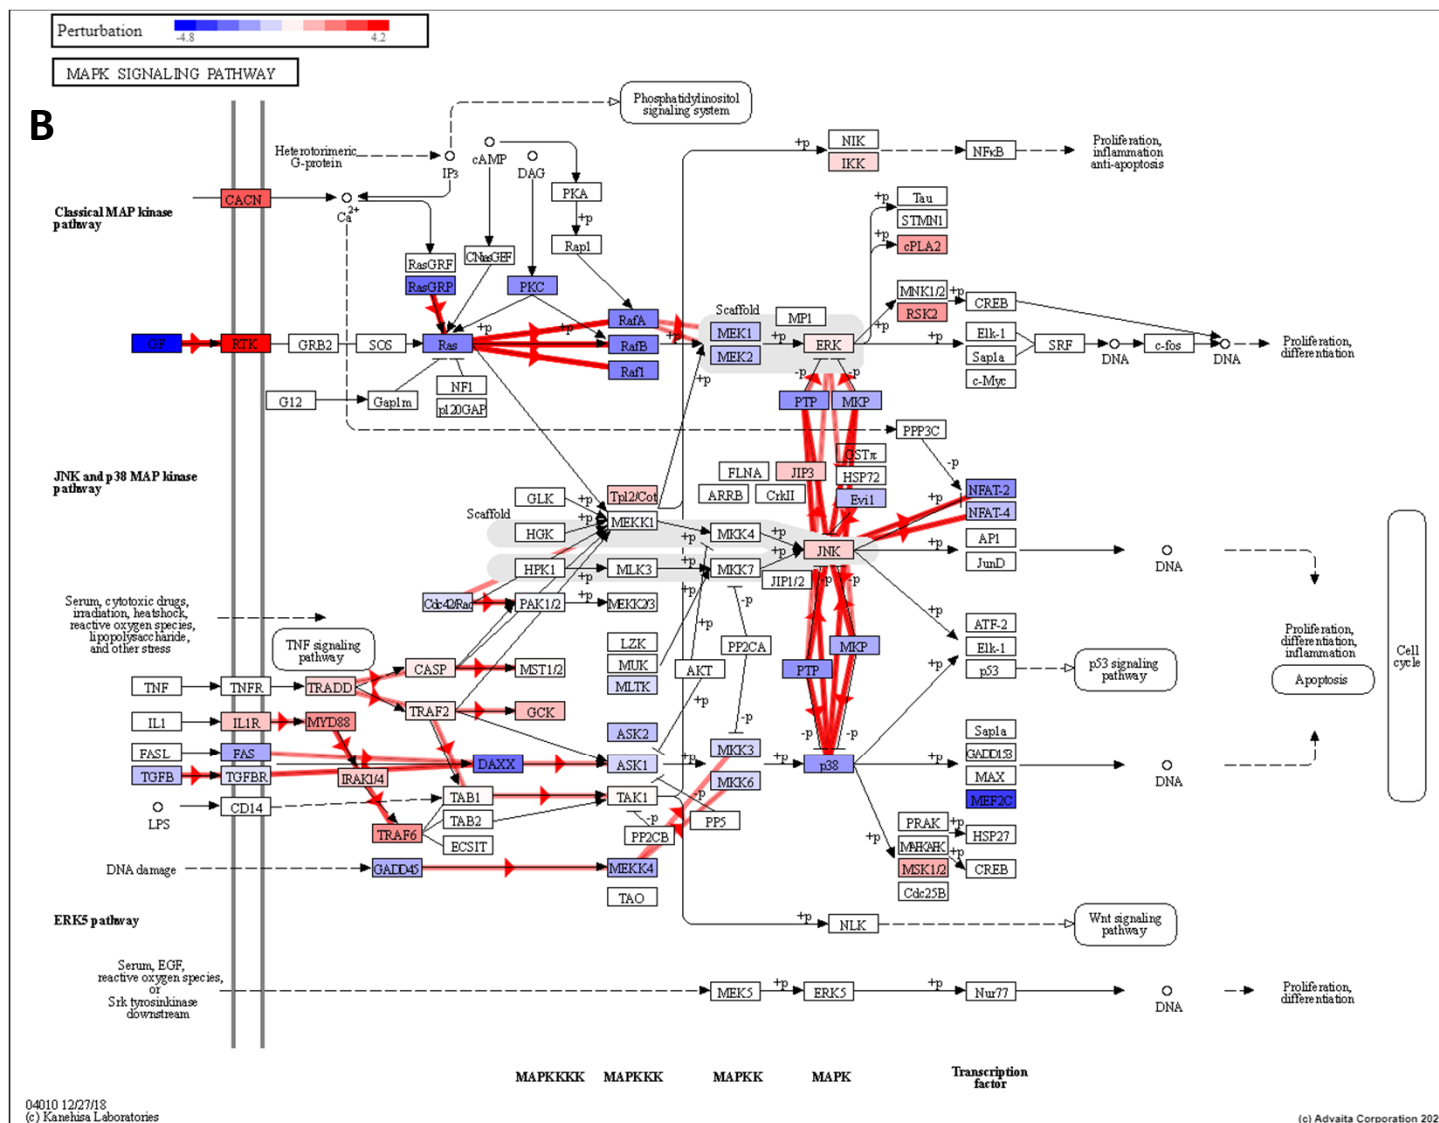 Perturbation
-4.8
4.2
MAPK SIGNALING PATHWAY
B
Phosphatidylinositol
signaling system
Heterotorimeric
G-protein
IP3
cAMP
DAG
NIK
IKK
+p
NFκB
Proliferation,
inflammation
anti-apoptosis
CACN
Ca2+
PKA
+p
Rap1
Classical MAP kinase
pathway
RasGRF
RasGRP
CNrasGEF
PKC
Tau
STMN1
cPLA2
+p
+p
MNK1/2
RSK2
+p
CREB
Scaffold
MP1
RafA
RafB
Raf1
MEK1
MEK2
ERK
GF
RTK
GRB2
SOS
Ras
+p
+p
+p
+p
+p
+p
Elk-1
Sap1a
c-Myc
SRF
DNA
c-fos
DNA
Proliferation,
differentiation
G12
Gap1m
NF1
p120GAP
+p
-p
-p
PTP
MKP
PPP3C
-p
JNK and p38 MAP kinase
pathway
FLNA
JIP3
GSTπ
HSP72
Evi1
ARRB
CrkII
NFAT-2
NFAT-4
+p
GLK
+p
Tpl2/Cot
Scaffold
HGK
+p
MEKK1
+p
MKK4
+p
JNK
+p
AP1
JunD
DNA
HPK1
+p
MLK3
+p
MKK7
+p
JIP1/2
-p
-p
Cdc42/Rac
+p
PAK1/2
+p
MEKK2/3
-p
+p
Serum, cytotoxic drugs,
irradiation, heatshock,
reactive oxygen species,
lipopolysaccharide,
and other stress
TNF signaling
pathway
LZK
MUK
MLTK
+p
PP2CA
AKT
+p
MKP
PTP
ATF-2
Elk-1
p53
+p
p53 signaling
pathway
Proliferation,
differentiation,
inflammation
Apoptosis
Cell
cycle
CASP
MST1/2
TNF
TNFR
TRADD
TRAF2
GCK
IL1
IL1R
MYD88
ASK2
-p
-p
-p
FASL
FAS
DAXX
ASK1
+p
MKK3
MKK6
+p
p38
+p
Sap1a
GADD153
MAX
MEF2C
DNA
TGFB
TGFBR
IRAK1/4
LPS
CD14
TAB1
TAB2
ECSIT
TAK1
-p
-p
PP2CB
PP5
TRAF6
PRAK
+p
HSP27
MAPKAPK
+p
+p
MSK1/2
CREB
Cdc25B
DNA damage
GADD45
MEKK4
TAO
ERK5 pathway
+p
NLK
Wnt signaling
pathway
Serum, EGF,
reactive oxygen species,
or
Srk tyrosinkinase
downstream
MEK5
+p
ERK5
+p
Nur77
DNA
Proliferation,
differentiation
MAPKKKK
MAPKKK
MAPKK
MAPK
Transcription
factor
04010 12/27/18
(c) Kanehisa Laboratories
(c) Advaita Corporation 202